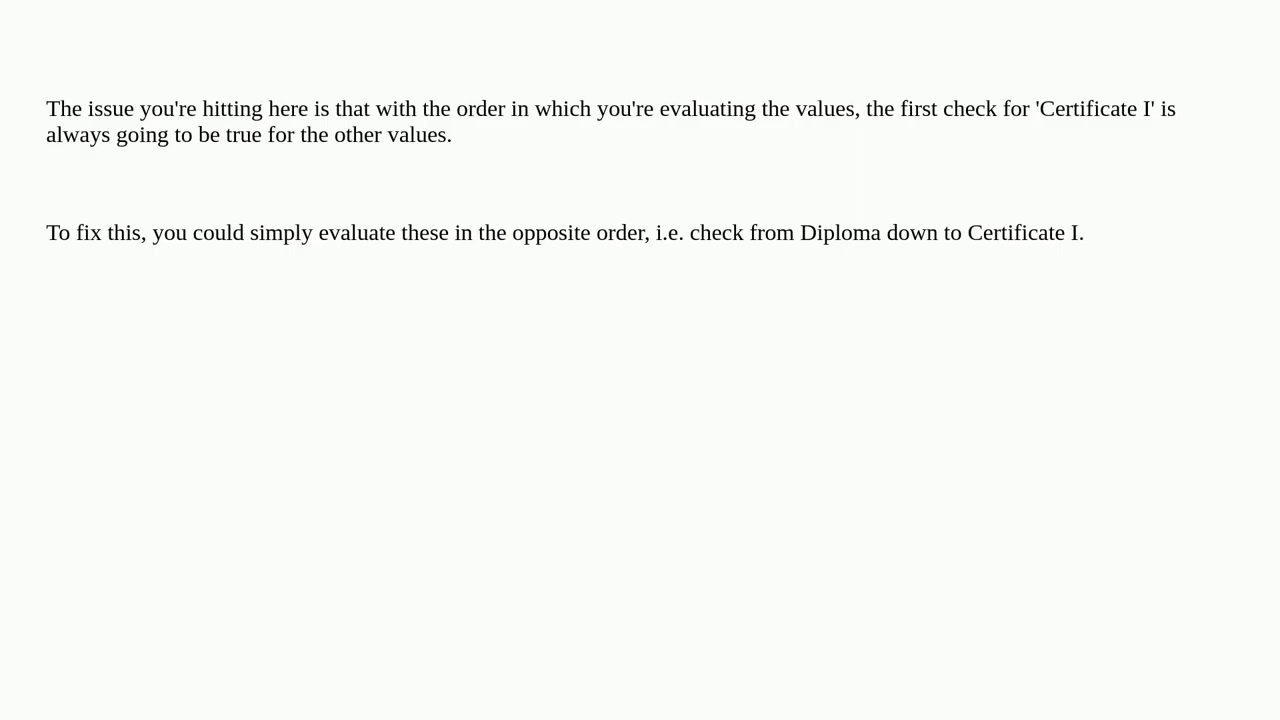 The issue you're hitting here is that with the order in which you're evaluating the values, the first check for 'Certificate I' is
always going to be true for the other values.
To fix this, you could simply evaluate these in the opposite order, i.e. check from Diploma down to Certificate I.